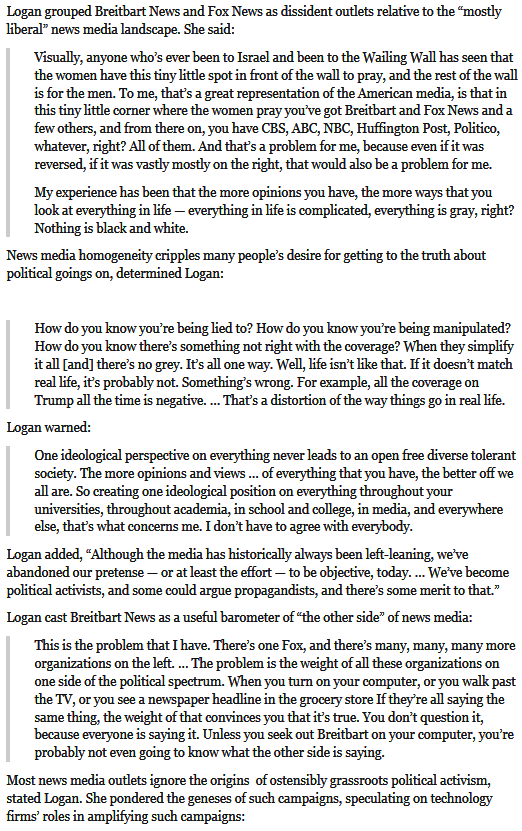 Logan grouped Breitbart News and Fox News as dissident outlets relative to the “mostly
liberal” news media landscape. She said:
Visually, anyone who’s ever been to Israel and been to the Wailing Wall has seen that
the women have this tiny little spot in front of the wall to pray, and the rest of the wall
is for the men. To me, that’s a great representation of the American media, is that in
this tiny little corner where the women pray you’ve got Breitbart and Fox News and a
few others, and from there on, you have CBS, ABC, NBC, Huffington Post, Politico,
whatever, right? All of them. And that’s a problem for me, because even if it was
reversed, if it was vastly mostly on the right, that would also be a problem for me.
My experience has been that the more opinions you have, the more ways that you
look at everything in life — everything in life is complicated, everything is gray, right?
Nothing is black and white.
News media homogeneity cripples many people’s desire for getting to the truth about
political goings on, determined Logan:
How do you know you’re being lied to? How do you know you’re being manipulated?
How do you know there’s something not right with the coverage? When they simplify
it all [and] there’s no grey. It’s all one way. Well, life isn’t like that. If it doesn’t match
real life, it’s probably not. Something’s wrong. For example, all the coverage on
Trump all the time is negative. ... That’s a distortion of the way things go in real life.
Logan warned:
One ideological perspective on everything never leads to an open free diverse tolerant
society. The more opinions and views ... of everything that you have, the better off we
all are. So creating one ideological position on everything throughout your
universities, throughout academia, in school and college, in media, and everywhere
else, that’s what concerns me. I don’t have to agree with everybody.
Logan added, “Although the media has historically always been left-leaning, we’ve
abandoned our pretense — or at least the effort — to be objective, today. ... We’ve become
political activists, and some could argue propagandists, and there’s some merit to that.”
Logan cast Breitbart News as a useful barometer of “the other side” of news media:
This is the problem that I have. There’s one Fox, and there’s many, many, many more
organizations on the left. ... The problem is the weight of all these organizations on
one side of the political spectrum. When you turn on your computer, or you walk past
the TV, or you see a newspaper headline in the grocery store If they’re all saying the
same thing, the weight of that convinces you that it’s true. You don’t question it,
because everyone is saying it. Unless you seek out Breitbart on your computer, you’re
probably not even going to know what the other side is saying.
Most news media outlets ignore the origins of ostensibly grassroots political activism,
stated Logan. She pondered the geneses of such campaigns, speculating on technology
firms’ roles in amplifying such campaigns: